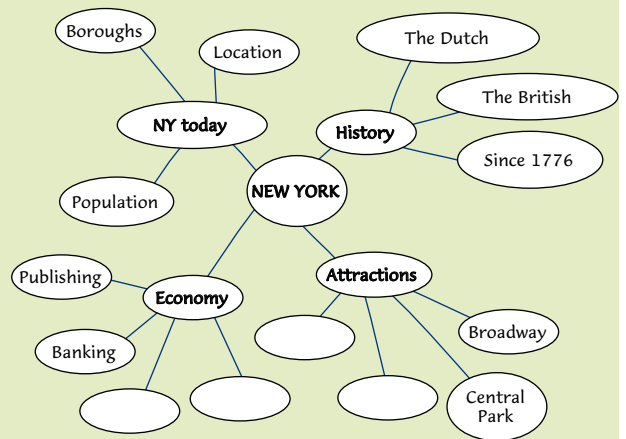 Boroughs
Location
NY today
Population
The Dutch
History
The British
Since 1776
NEW YORK
Publishing
Economy
Banking
Attractions
Broadway
Central
Park